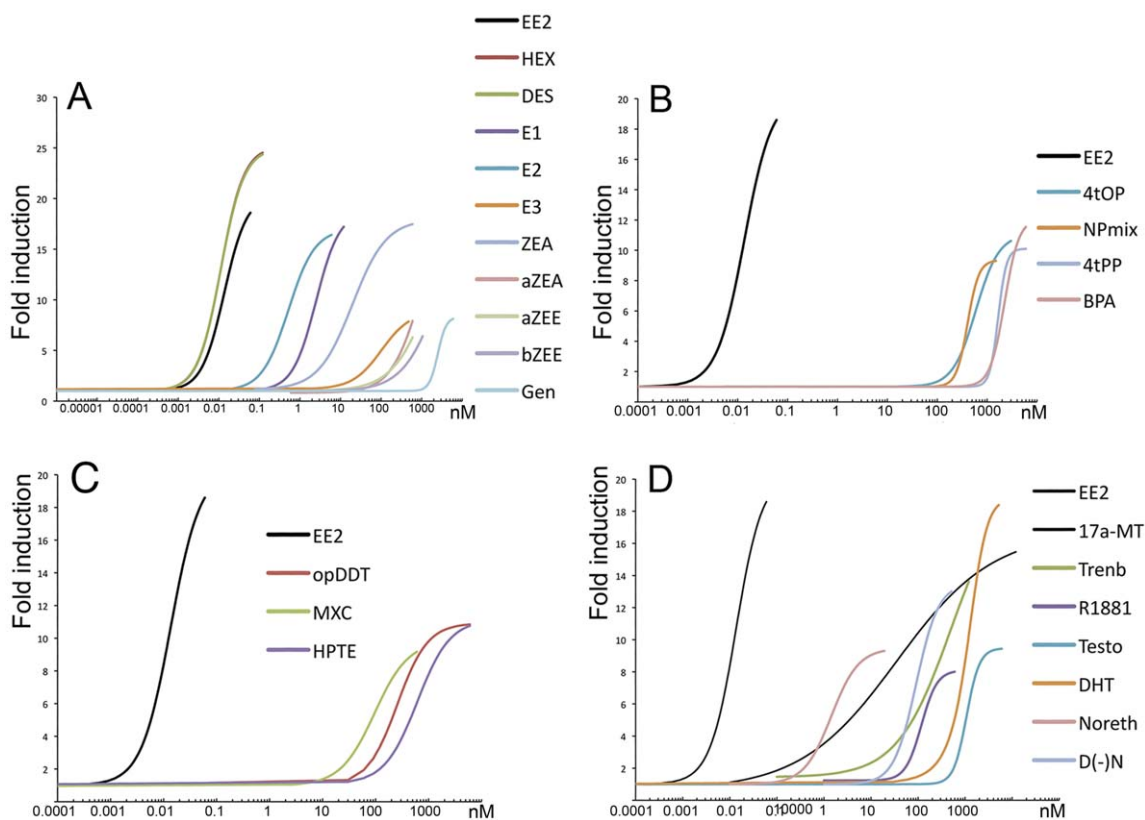 A
Fold induction
30
25
20
15
10
5
0
0.00001 0.0001 0.001 0.01 0.1 1 10 100 1000 nM
EE2
HEX
DES
E1
E2
E3
ZEA
aZEA
aZEE
bZEE
Gen
B
Fold induction
20
18
16
14
12
10
8
6
4
2
0.0001 0.001 0.01 0.1 1 10 100 1000 nM
EE2
4tOP
NPmix
4tPP
BPA
C
Fold induction
20
18
16
14
12
10
8
6
4
2
0.0001 0.001 0.01 0.1 1 10 100 1000 nM
EE2
opDDT
MXC
HPTE
D
Fold induction
20
18
16
14
12
10
8
6
4
2
0.0001 0.001 0.01 0.1 1 10 100 1000 nM
EE2
17a-MT
Trenb
R1881
Testo
DHT
Noreth
D(-)N